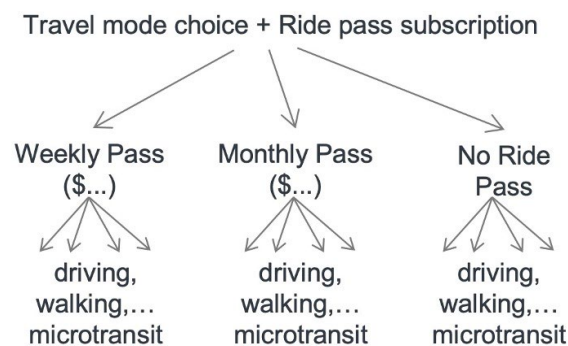 Travel mode choice + Ride pass subscription
Weekly Pass
($...)
driving,
walking,...
microtransit
Monthly Pass
($...)
driving,
walking,...
microtransit
No Ride
Pass
driving,
walking,...
microtransit